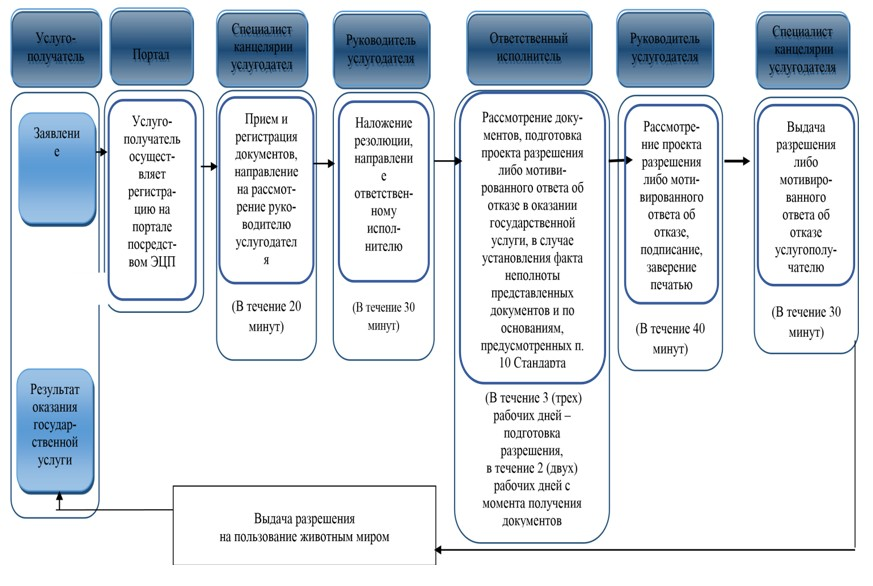 Услуго-
получатель
Портал
Специалист
канцелярии
услугодател
Руководитель
услугодателя
Ответственный
исполнитель
Руководитель
услугодателя
Специалист
канцелярии
услугодателя
Заявлени
е
Услуго-
получатель
осущест-
вляет
регистра-
цию на
портале
посредст-
вом ЭЦП
Прием и
регистрация
документов,
направление
на рассмот-
рение руко-
водителю
услугодател
я
(В течение 20
минут)
Наложение
резолюции,
направлени
е
ответствен-
ному
испол-
нителю
(В течение 30
минут)
Рассмотрение доку-
ментов, подготовка
проекта разрешения
либо мотиви-
рованного ответа об
отказе в оказании
государственной
услуги, в случае
установления факта
неполноты
представленных
документов и по
основаниям,
предусмотренных п.
10 Стандарта
(В течение 3 (трех)
рабочих дней –
подготовка
разрешения,
в течение 2 (двух)
рабочих дней с
момента получения
документов
Рассмотре-
ние проекта
разрешения
либо моти-
вированного
ответа об
отказе,
подписание,
заверение
печатью
(В течение 40
минут)
Выдача
разрешения
либо
мотивиро-
ванного
ответа об
отказе
услугополу-
чателю
(В течение 30
минут)
Результат
оказания
государ-
ственной
услуги
Выдача разрешения
на пользование животным миром